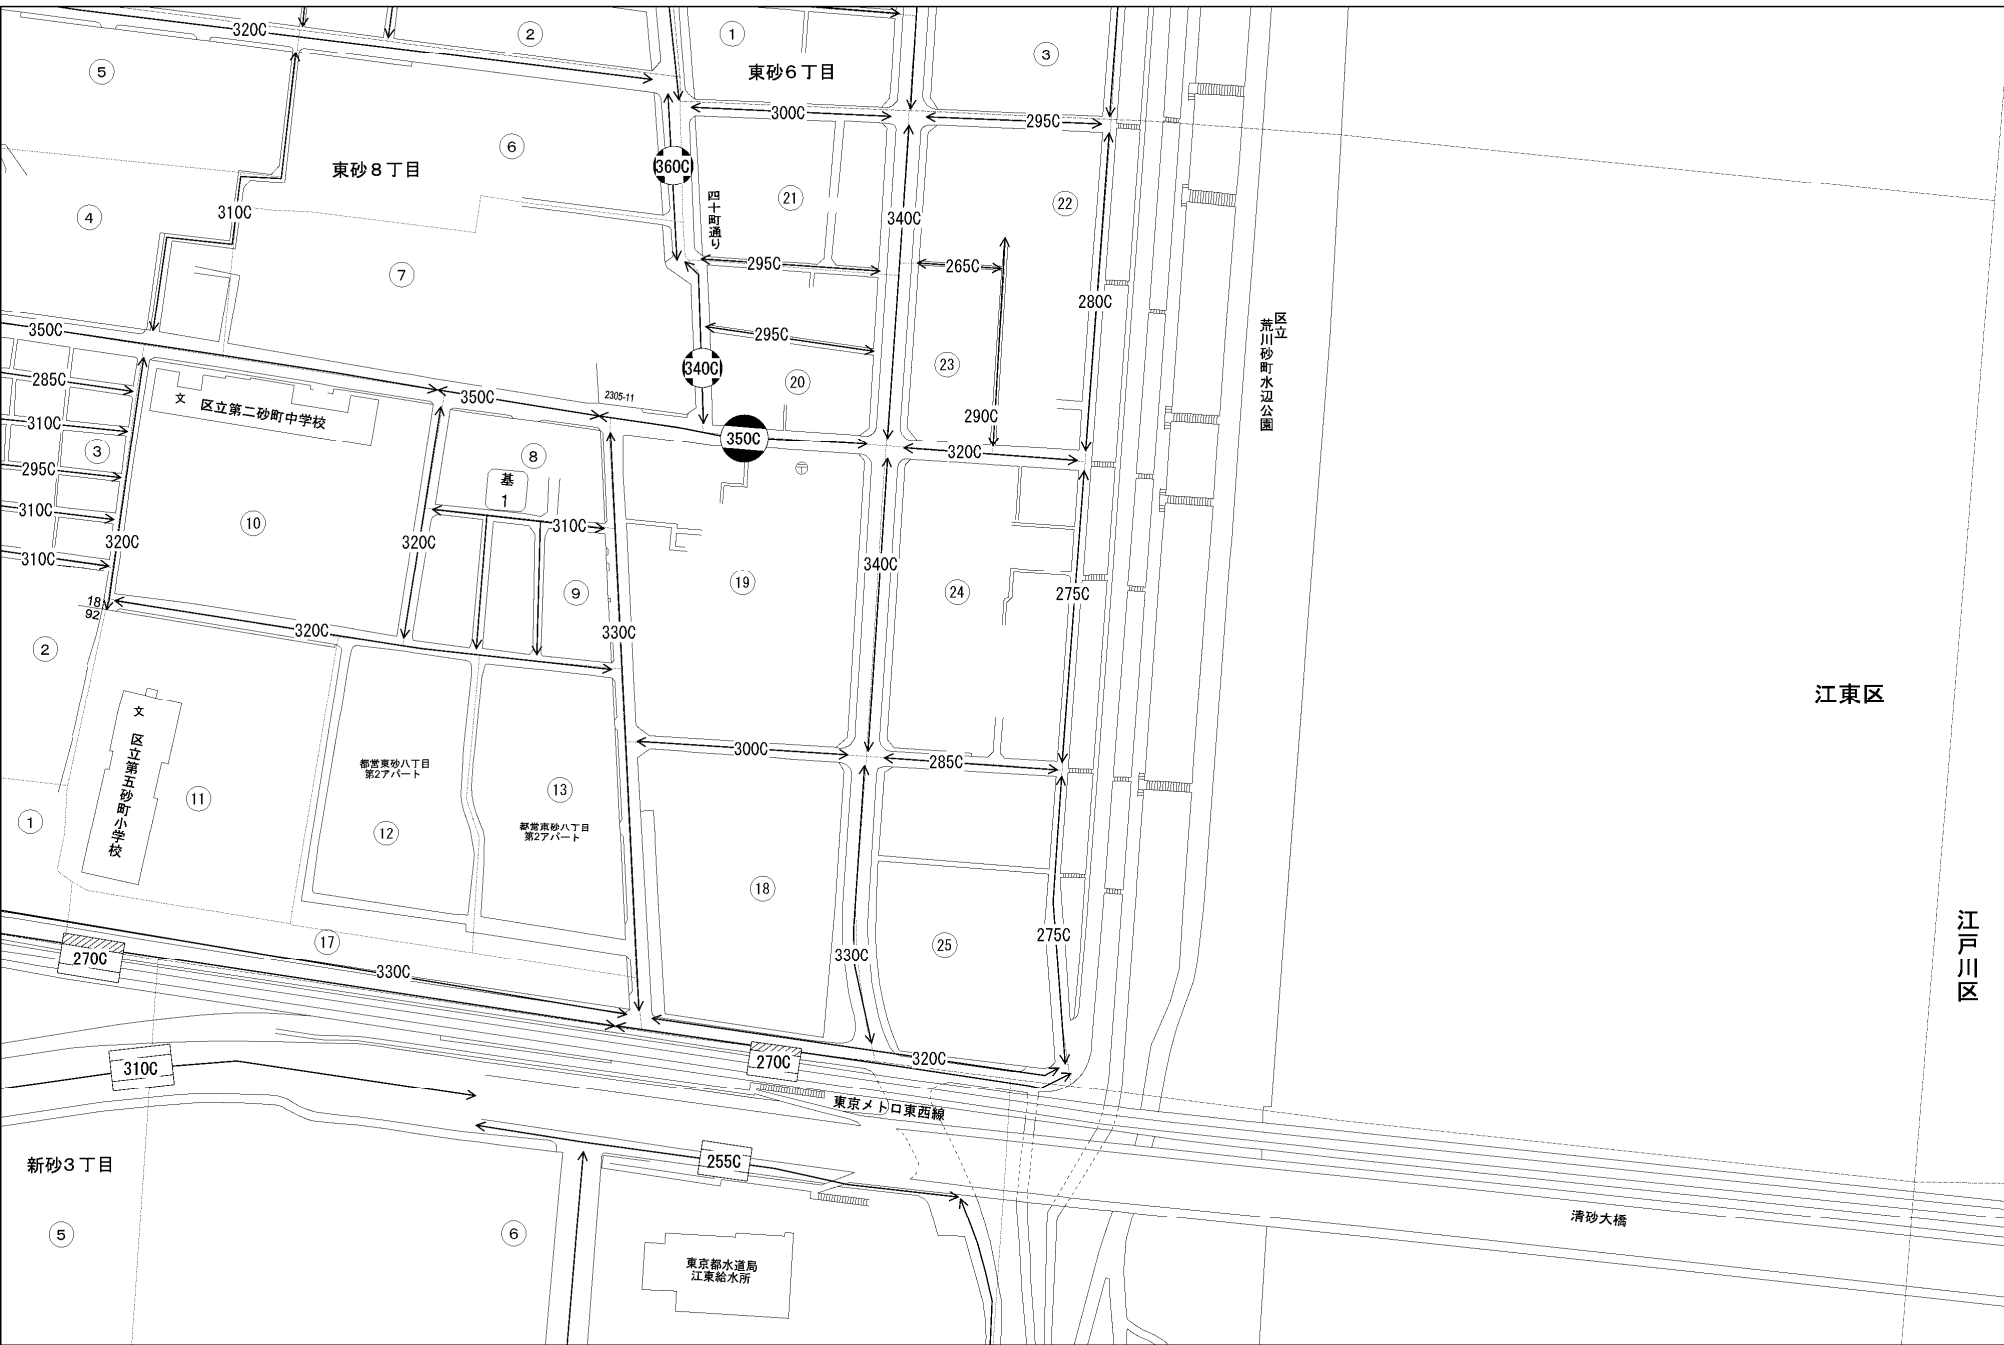 320C
②
①
③
⑤
東砂6丁目
300C
295C
⑥
360C
東砂8丁目
310C
④
21
22
四十町通り
340C
295C
265C
⑦
280C
区立
荒川砂町水辺公園
350C
295C
340C
23
285C
350C
2305-11
20
文 区立第二砂町中学校
310C
290C
350C
320C
③
⑧
〒
295C
基
1
310C
⑩
310C
320C
320C
310C
340C
19
24
⑨
275C
18
92
320C
330C
②
江東区
文 区立第五砂町小学校
300C
285C
都営東砂八丁目
第2アパート
⑪
⑬
①
⑫
都営東砂八丁目
第2アパート
⑱
江戸川区
⑰
25
275C
270C
330C
330C
310C
270C
320C
東京メトロ東西線
新砂3丁目
255C
清砂大橋
⑤
⑥
東京都水道局
江東給水所